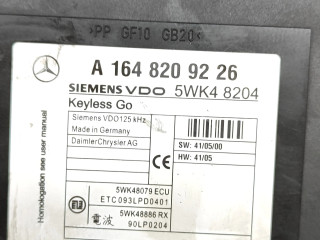 >PP GF10 GB20<
A 164 820 92 26
SIEMENS VDO 5WK4 8204
Keyless Go
Siemens VDO125 kHz
Made in Germany
DaimlerChrysler AG
SW: 41/05/00
HW: 41/05
CE
Homologation see user manual
5WK48079 ECU
ETC093LPD0401
電波
5WK48886 RX
90LP0204